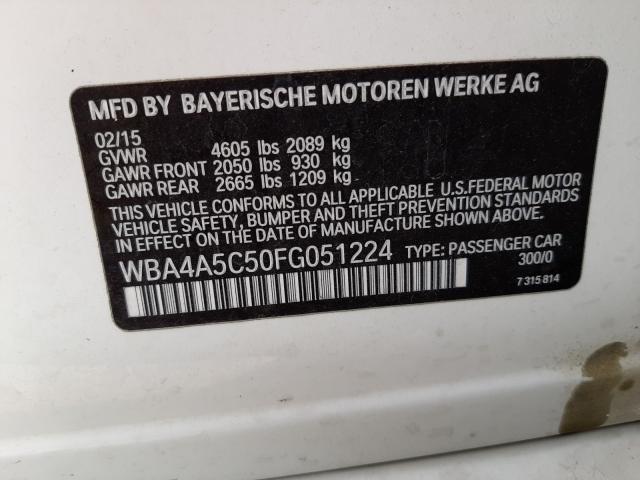 MFD BY BAYERISCHE MOTOREN WERKE AG
02/15
GVWR 4605 lbs 2089 kg
GAWR FRONT 2050 lbs 930 kg
GAWR REAR 2665 lbs 1209 kg
THIS VEHICLE CONFORMS TO ALL APPLICABLE U.S.FEDERAL MOTOR
VEHICLE SAFETY, BUMPER AND THEFT PREVENTION STANDARDS
IN EFFECT ON THE DATE OF MANUFACTURE SHOWN ABOVE.
WBA4A5C50FG051224 TYPE: PASSENGER CAR
300/0
7 315 814